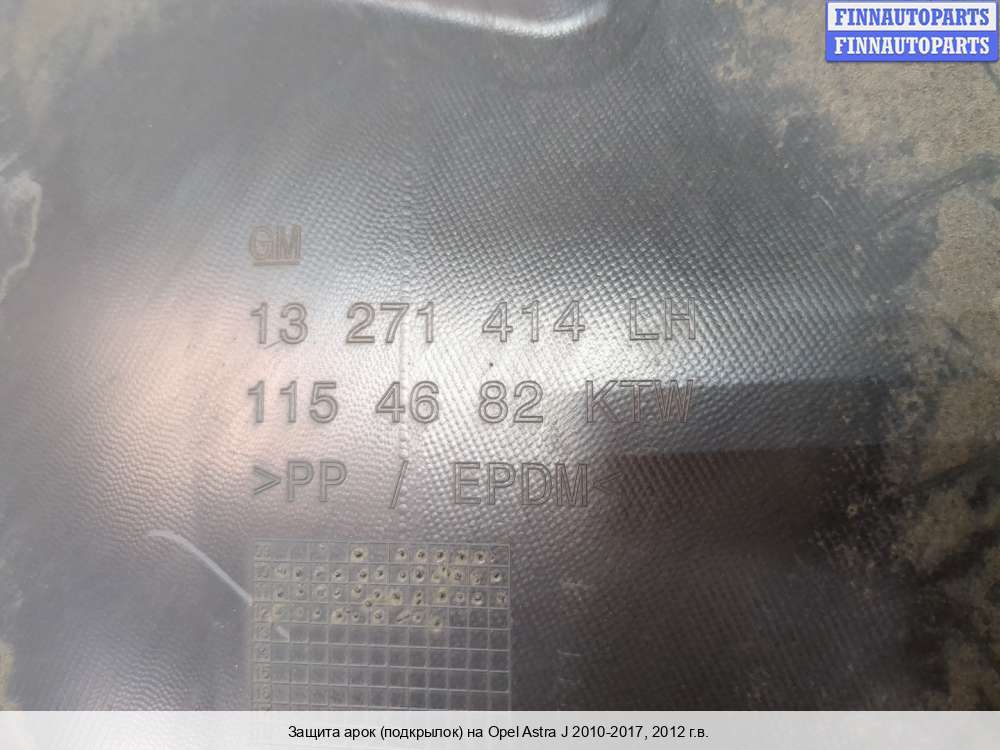 FINNAUTOPARTS
FINNAUTOPARTS
GM
13 271 414 LH
115 46 82 KTW
>PP / EPDM<
Защита арок (подкрылок) на Opel Astra J 2010-2017, 2012 г.в.